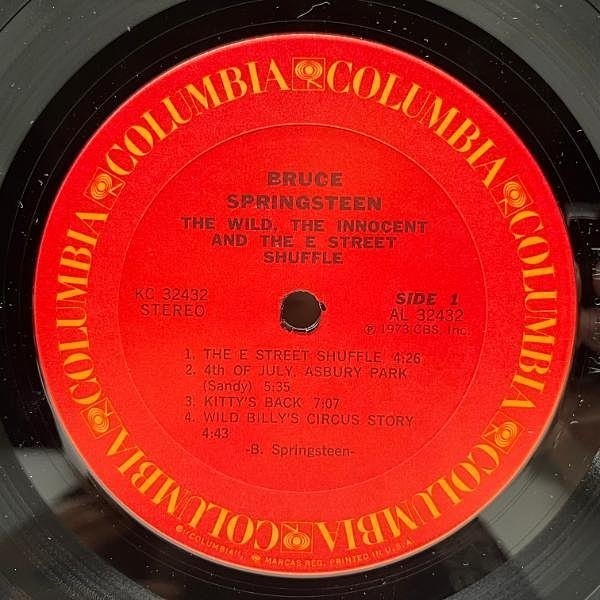 COLUMBIA COLUMBIA COLUMBIA COLUMBIA COLUMBIA COLUMBIA
BRUCE
SPRINGSTEEN
THE WILD, THE INNOCENT
AND THE E STREET
SHUFFLE
KC 32432
STEREO
SIDE 1
AL 32432
℗ 1973 CBS, Inc.
1. THE E STREET SHUFFLE 4:26
2. 4th OF JULY, ASBURY PARK
(Sandy) 5:35
3. KITTY'S BACK 7:07
4. WILD BILLY'S CIRCUS STORY
4:43
-B. Springsteen-
"COLUMBIA", MARCAS REG. PRINTED IN U.S.A.